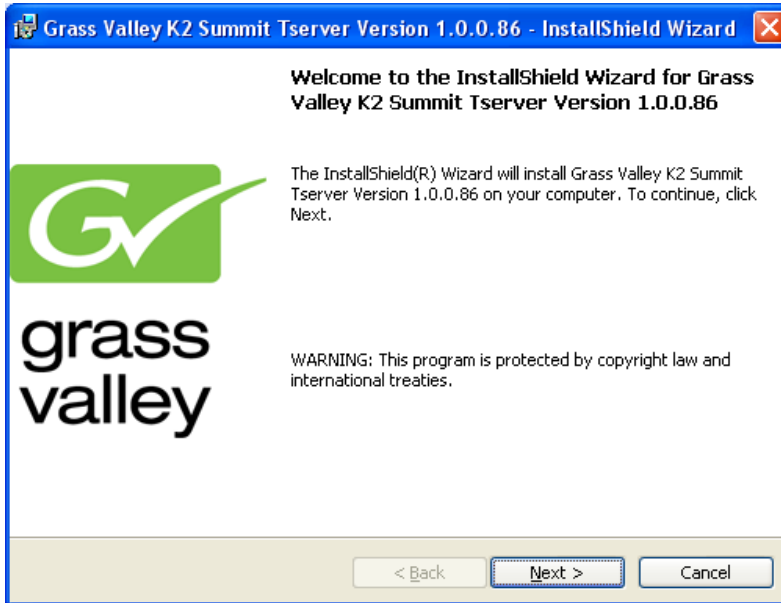 Grass Valley K2 Summit Tserver Version 1.0.0.86 - InstallShield Wizard
Welcome to the InstallShield Wizard for Grass
Valley K2 Summit Tserver Version 1.0.0.86
The InstallShield(R) Wizard will install Grass Valley K2 Summit
Tserver Version 1.0.0.86 on your computer. To continue, click
Next.
GV
grass
valley
WARNING: This program is protected by copyright law and
international treaties.
< Back
Next >
Cancel